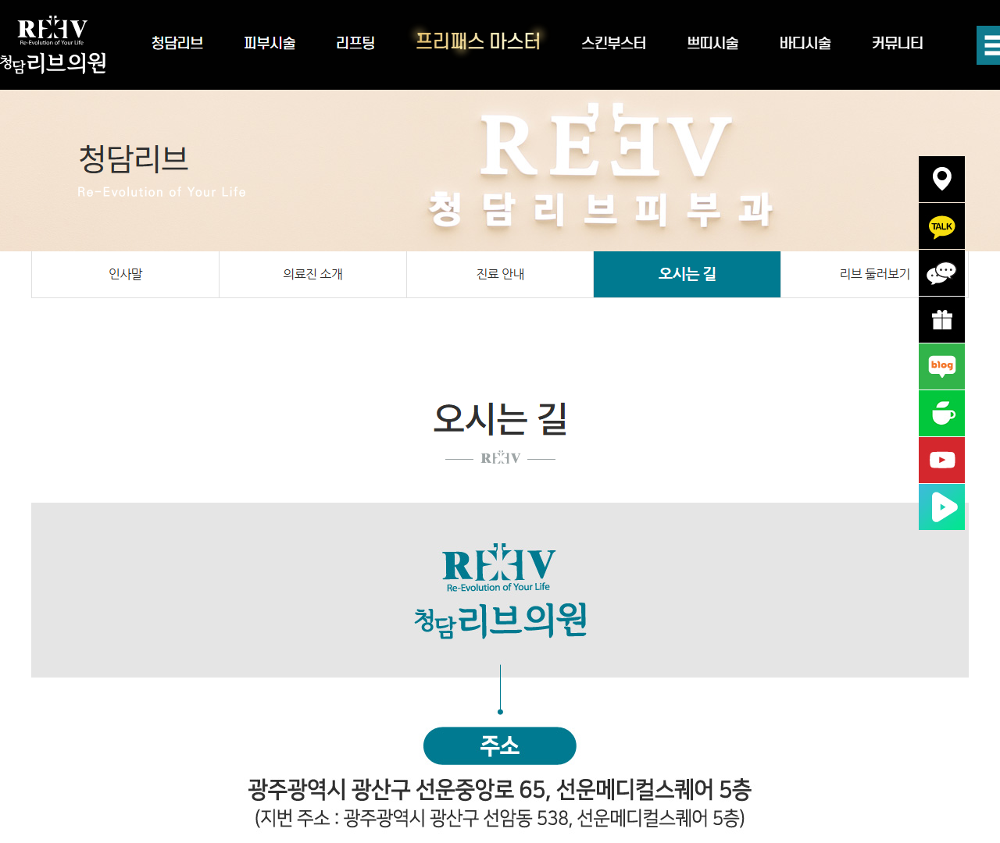 REEV
Re-Evolution of Your Life
청담리브의원
청담리브
피부시술
리프팅
프리패스 마스터
스킨부스터
쁘띠시술
바디시술
커뮤니티
청담리브
Re-Evolution of Your Life
REEV
청담리브피부과
TALK
blog
인사말
의료진 소개
진료 안내
오시는 길
리브 둘러보기
오시는 길
REEV
REEV
Re-Evolution of Your Life
청담리브의원
주소
광주광역시 광산구 선운중앙로 65, 선운메디컬스퀘어 5층
(지번 주소 : 광주광역시 광산구 선암동 538, 선운메디컬스퀘어 5층)